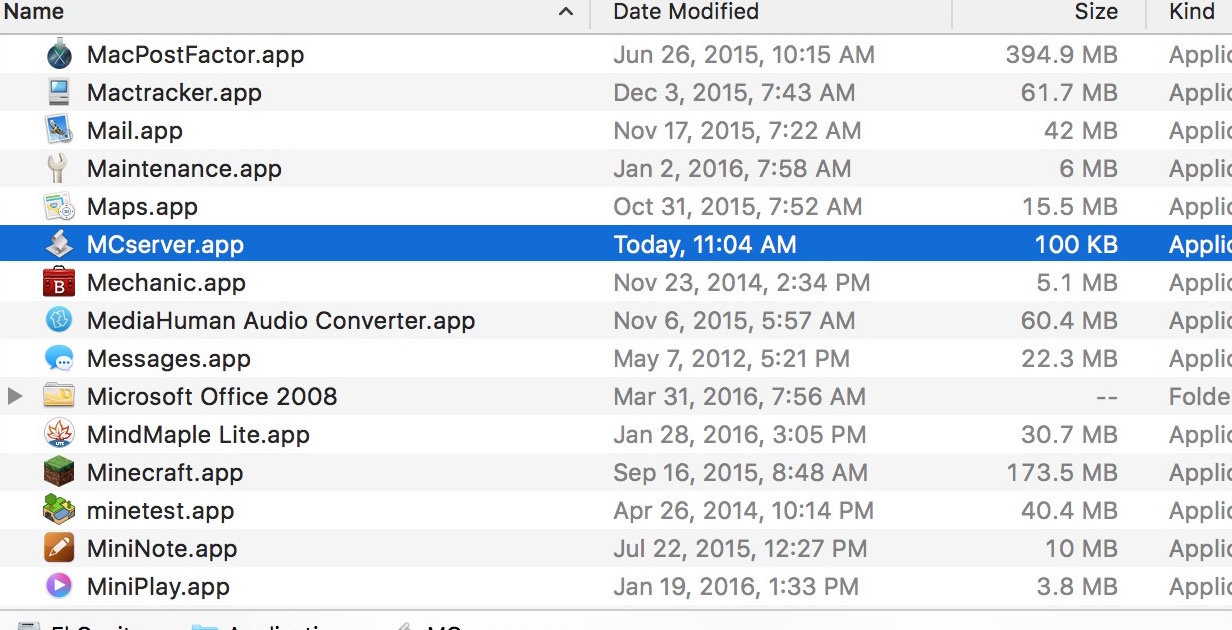 Name Date Modified Size Kind
MacPostFactor.app Jun 26, 2015, 10:15 AM 394.9 MB Applic
Mactracker.app Dec 3, 2015, 7:43 AM 61.7 MB Applic
Mail.app Nov 17, 2015, 7:22 AM 42 MB Applic
Maintenance.app Jan 2, 2016, 7:58 AM 6 MB Applic
Maps.app Oct 31, 2015, 7:52 AM 15.5 MB Applic
MCserver.app Today, 11:04 AM 100 KB Applic
Mechanic.app Nov 23, 2014, 2:34 PM 5.1 MB Applic
MediaHuman Audio Converter.app Nov 6, 2015, 5:57 AM 60.4 MB Applic
Messages.app May 7, 2012, 5:21 PM 22.3 MB Applic
Microsoft Office 2008 Mar 31, 2016, 7:56 AM -- Folde
MindMaple Lite.app Jan 28, 2016, 3:05 PM 30.7 MB Applic
Minecraft.app Sep 16, 2015, 8:48 AM 173.5 MB Applic
minetest.app Apr 26, 2014, 10:14 PM 40.4 MB Applic
MiniNote.app Jul 22, 2015, 12:27 PM 10 MB Applic
MiniPlay.app Jan 19, 2016, 1:33 PM 3.8 MB Applic